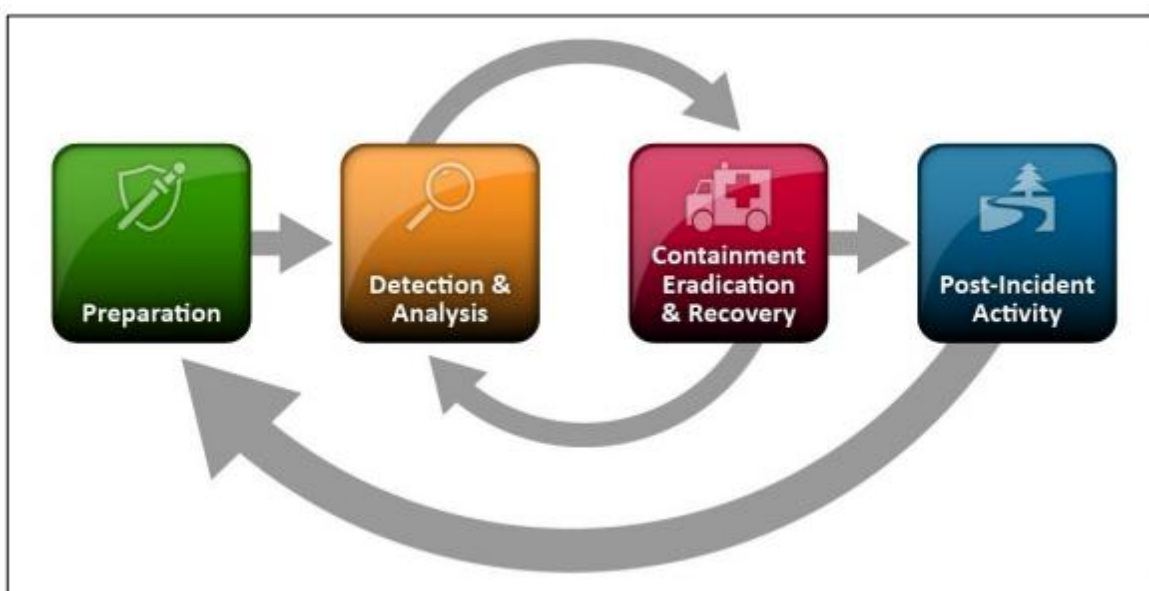 Preparation
Detection &
Analysis
Containment
Eradication
& Recovery
Post-Incident
Activity